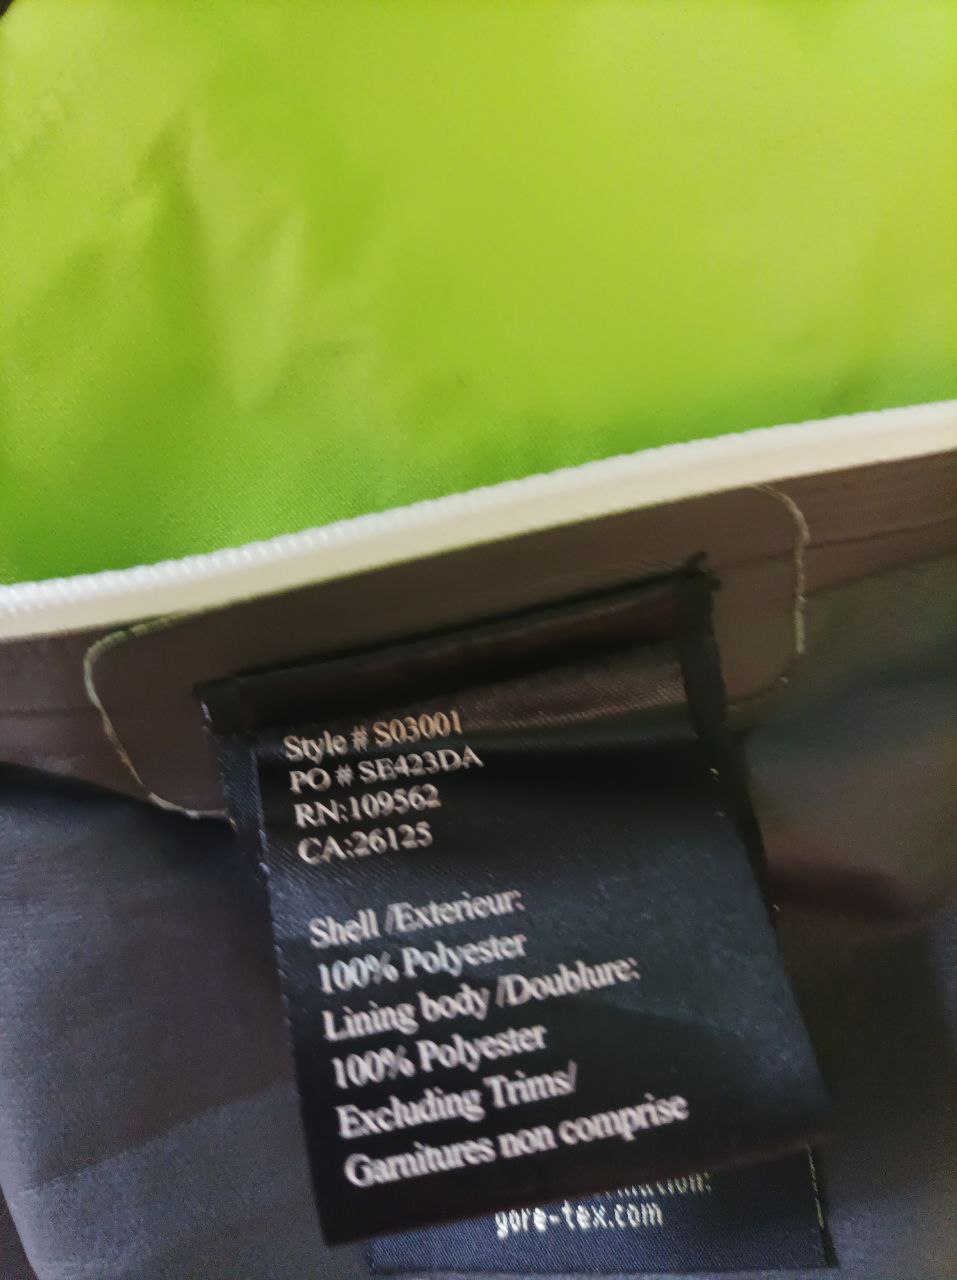 Style # S03001
PO # SE423DA
RN:109562
CA:26125
Shell /Exterieur:
100% Polyester
Lining body /Doublure:
100% Polyester
Excluding Trims/
Garnitures non comprise
gore-tex.com